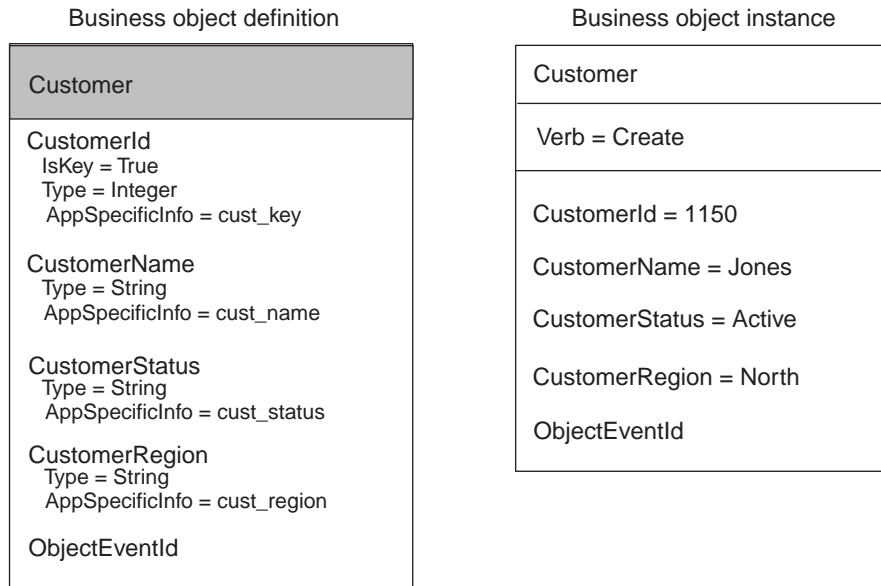 Business object definition
Customer
CustomerId
IsKey = True
Type = Integer
AppSpecificInfo = cust_key
CustomerName
Type = String
AppSpecificInfo = cust_name
CustomerStatus
Type = String
AppSpecificInfo = cust_status
CustomerRegion
Type = String
AppSpecificInfo = cust_region
ObjectEventId
Business object instance
Customer
Verb = Create
CustomerId = 1150
CustomerName = Jones
CustomerStatus = Active
CustomerRegion = North
ObjectEventId